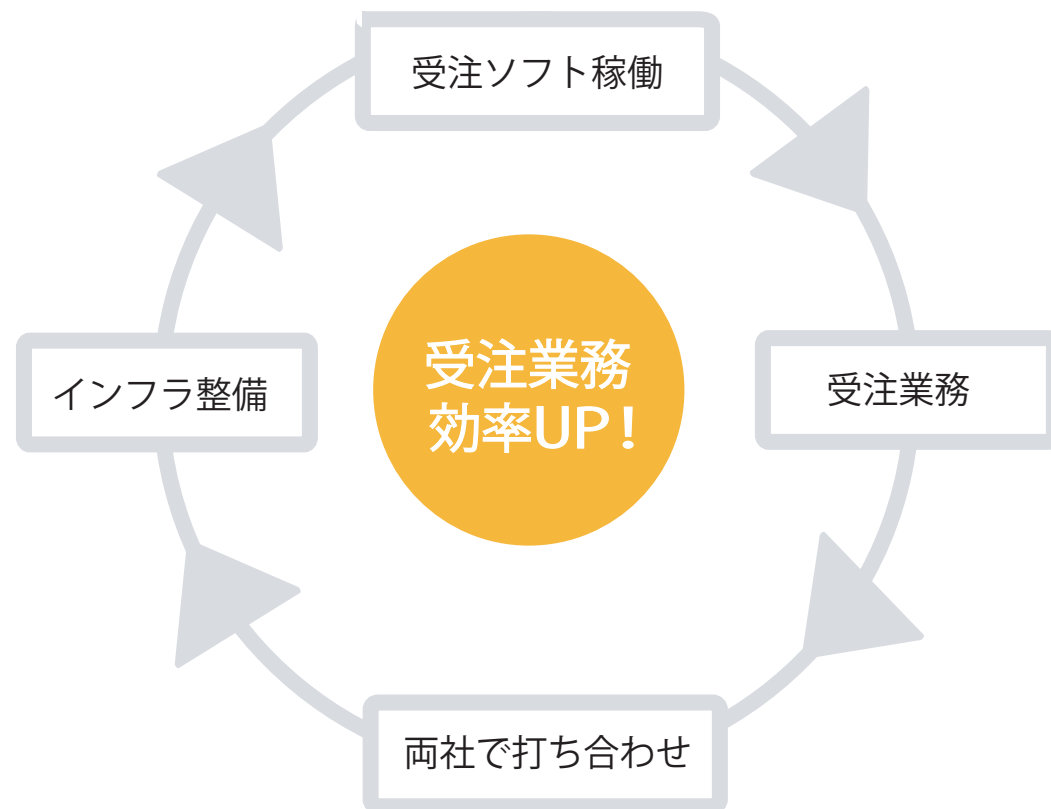 受注ソフト稼働
インフラ整備
受注業務
効率UP!
受注業務
両社で打ち合わせ